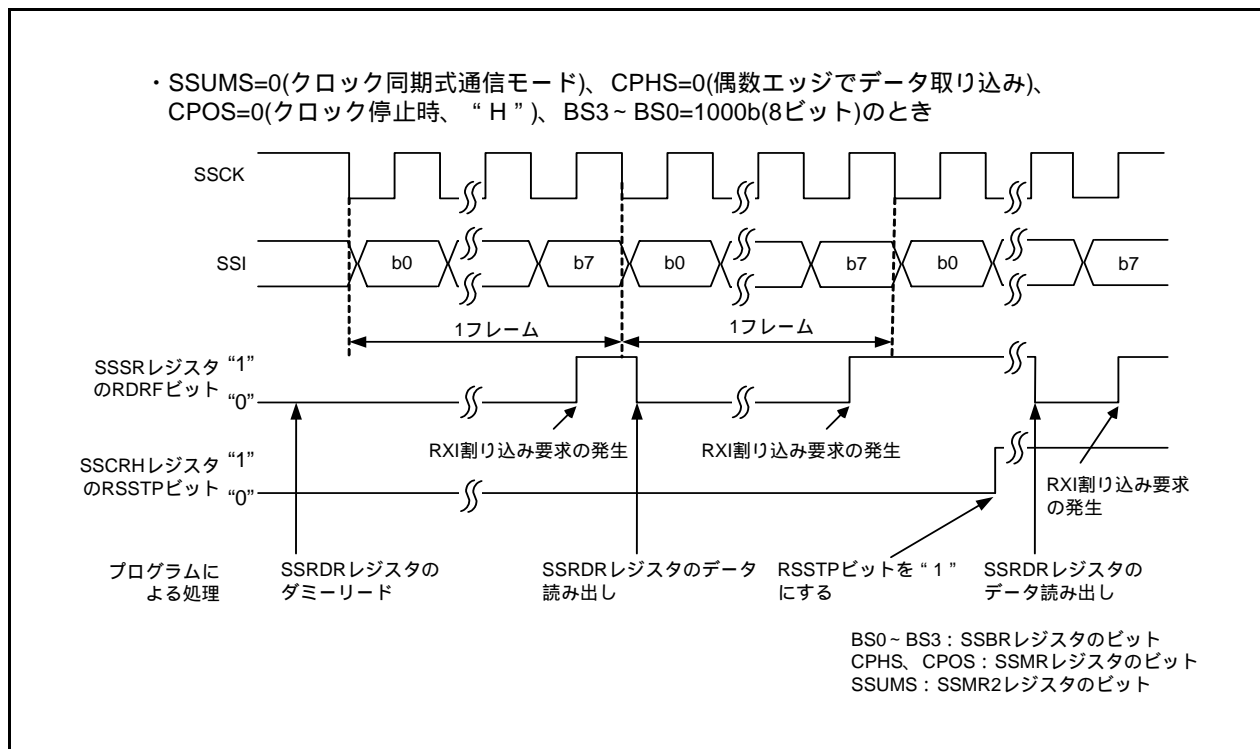 ・SSUMS=0(クロック同期式通信モード)、CPHS=0(偶数エッジでデータ取り込み)、
CPOS=0(クロック停止時、“H”)、BS3～BS0=1000b(8ビット)のとき
SSCK
SSI
b0
b7
b0
b7
b0
b7
1フレーム
1フレーム
SSSRレジスタ “1”
のRDRFビット
“0”
RXI割り込み要求の発生
RXI割り込み要求の発生
SSCRHレジスタ “1”
のRSSTPビット “0”
RXI割り込み要求
の発生
プログラムに
よる処理
SSRDRレジスタの
ダミーリード
SSRDRレジスタのデータ
読み出し
RSSTPビットを“1”
にする
SSRDRレジスタの
データ読み出し
BS0～BS3：SSBRレジスタのビット
CPHS、CPOS：SSMRレジスタのビット
SSUMS：SSMR2レジスタのビット